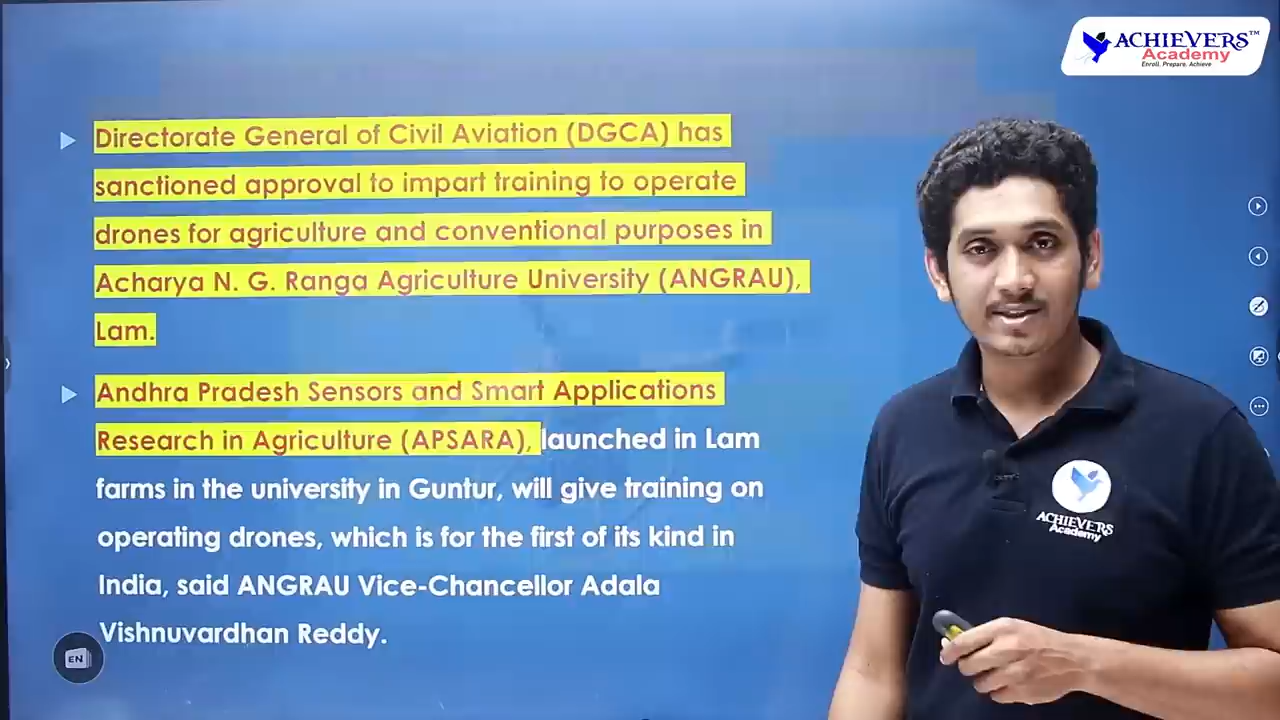 ACHIEVERS™
Academy
Enroll. Prepare. Achieve
Directorate General of Civil Aviation (DGCA) has
sanctioned approval to impart training to operate
drones for agriculture and conventional purposes in
Acharya N. G. Ranga Agriculture University (ANGRAU),
Lam.
Andhra Pradesh Sensors and Smart Applications
Research in Agriculture (APSARA), launched in Lam
farms in the university in Guntur, will give training on
operating drones, which is for the first of its kind in
India, said ANGRAU Vice-Chancellor Adala
Vishnuvardhan Reddy.
EN
ACHIEVERS
Academy